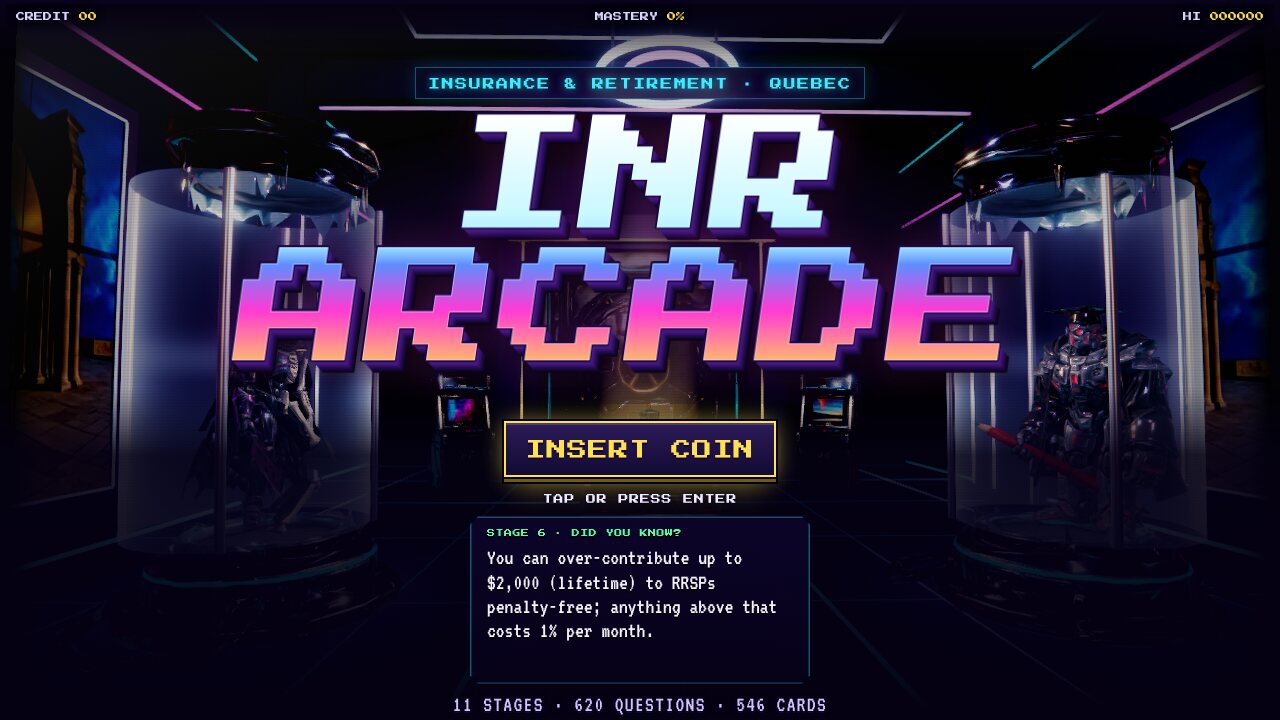 CREDIT 00
MASTERY 0%
HI 000000
INSURANCE & RETIREMENT · QUEBEC
INR
ARCADE
INSERT COIN
TAP OR PRESS ENTER
STAGE 6 · DID YOU KNOW?
You can over-contribute up to
$2,000 (lifetime) to RRSPs
penalty-free; anything above that
costs 1% per month.
11 STAGES · 620 QUESTIONS · 546 CARDS